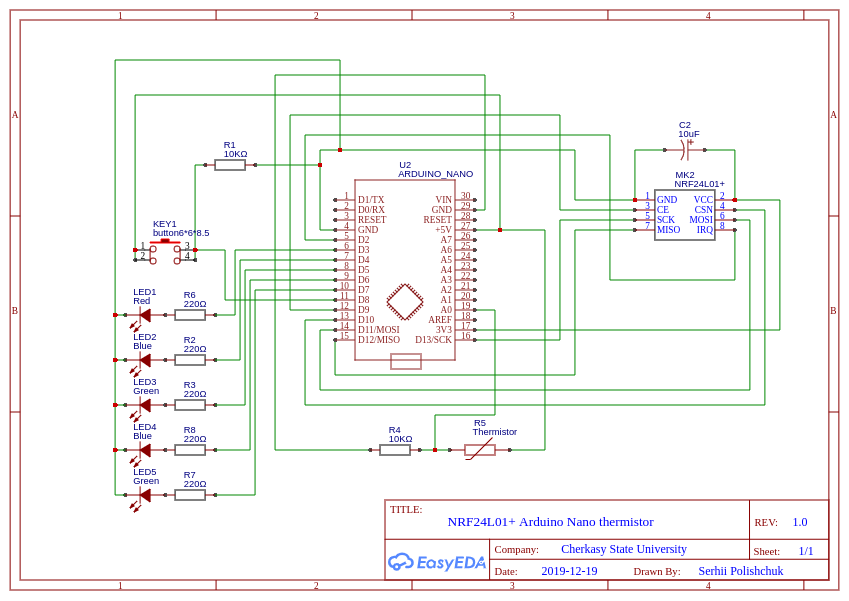 1 2 3 4
A A
C2
10uF
R1
10KΩ
U2
ARDUINO_NANO
MK2
NRF24L01+
1 D1/TX VIN 30
2 D0/RX GND 29
3 RESET RESET 28
4 GND +5V 27
5 D2 A7 26
6 D3 A6 25
7 D4 A5 24
8 D5 A4 23
9 D6 A3 22
10 D7 A2 21
11 D8 A1 20
12 D9 A0 19
13 D10 AREF 18
14 D11/MOSI 3V3 17
15 D12/MISO D13/SCK 16
1 GND VCC 2
3 CE CSN 4
5 SCK MOSI 6
7 MISO IRQ 8
KEY1
button6*6*8.5
1 3
2 4
B B
LED1
Red
R6
220Ω
LED2
Blue
R2
220Ω
LED3
Green
R3
220Ω
LED4
Blue
R8
220Ω
LED5
Green
R7
220Ω
R4
10KΩ
R5
Thermistor
TITLE:
NRF24L01+ Arduino Nano thermistor
REV: 1.0
EasyEDA
Company: Cherkasy State University
Sheet: 1/1
Date: 2019-12-19
Drawn By: Serhii Polishchuk
1 2 3 4